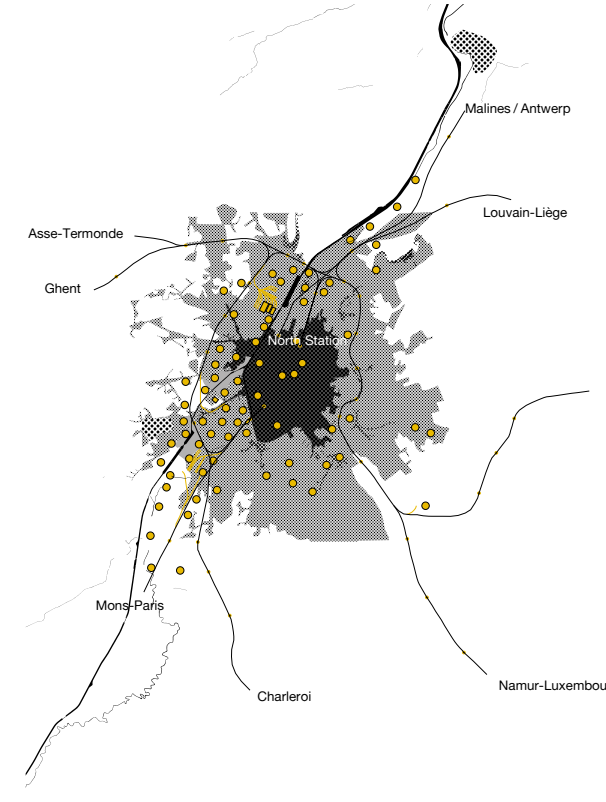 Malines / Antwerp
Louvain-Liège
Asse-Termonde
Ghent
North Station
Mons-Paris
Charleroi
Namur-Luxembou